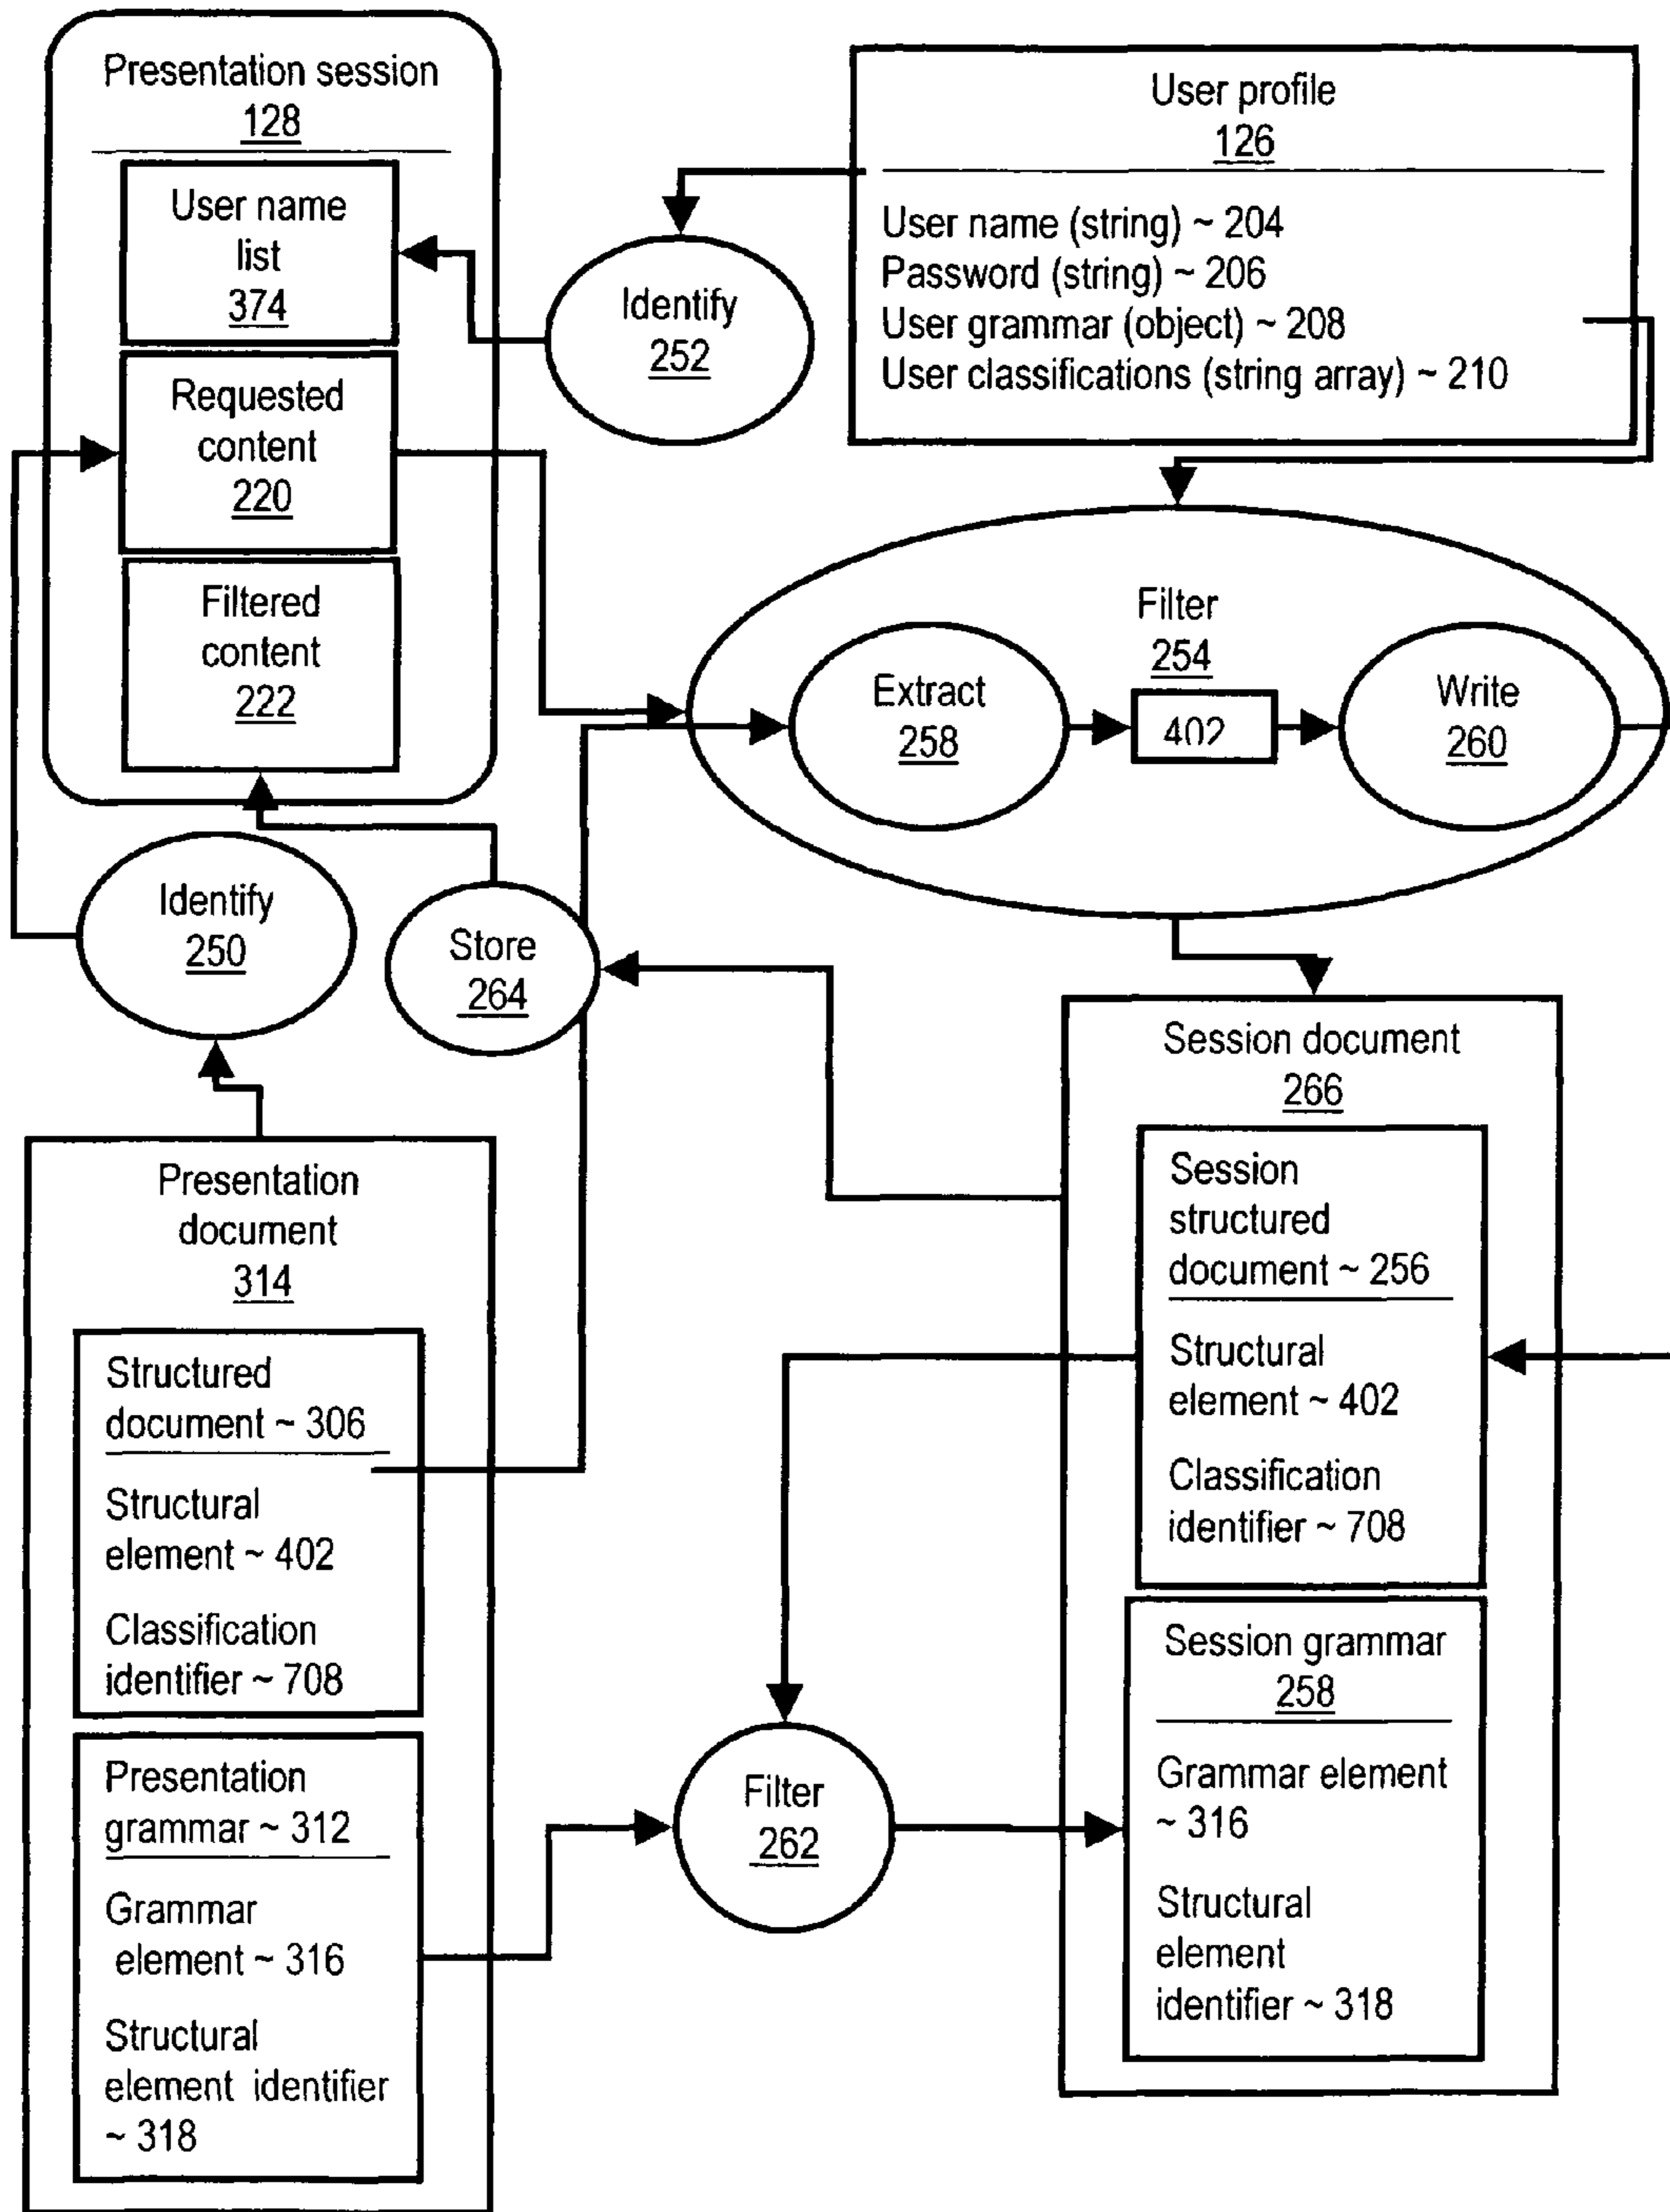 Presentation session
128
User name
list
374
Requested
content
220
Filtered
content
222
User profile
126
User name (string) ~ 204
Password (string) ~ 206
User grammar (object) ~ 208
User classifications (string array) ~ 210
Identify
252
Filter
254
Extract
258
402
Write
260
Identify
250
Store
264
Presentation
document
314
Structured
document ~ 306
Structural
element ~ 402
Classification
identifier ~ 708
Presentation
grammar ~ 312
Grammar
element ~ 316
Structural
element identifier
~ 318
Filter
262
Session document
266
Session
structured
document ~ 256
Structural
element ~ 402
Classification
identifier ~ 708
Session grammar
258
Grammar element
~ 316
Structural
element
identifier ~ 318